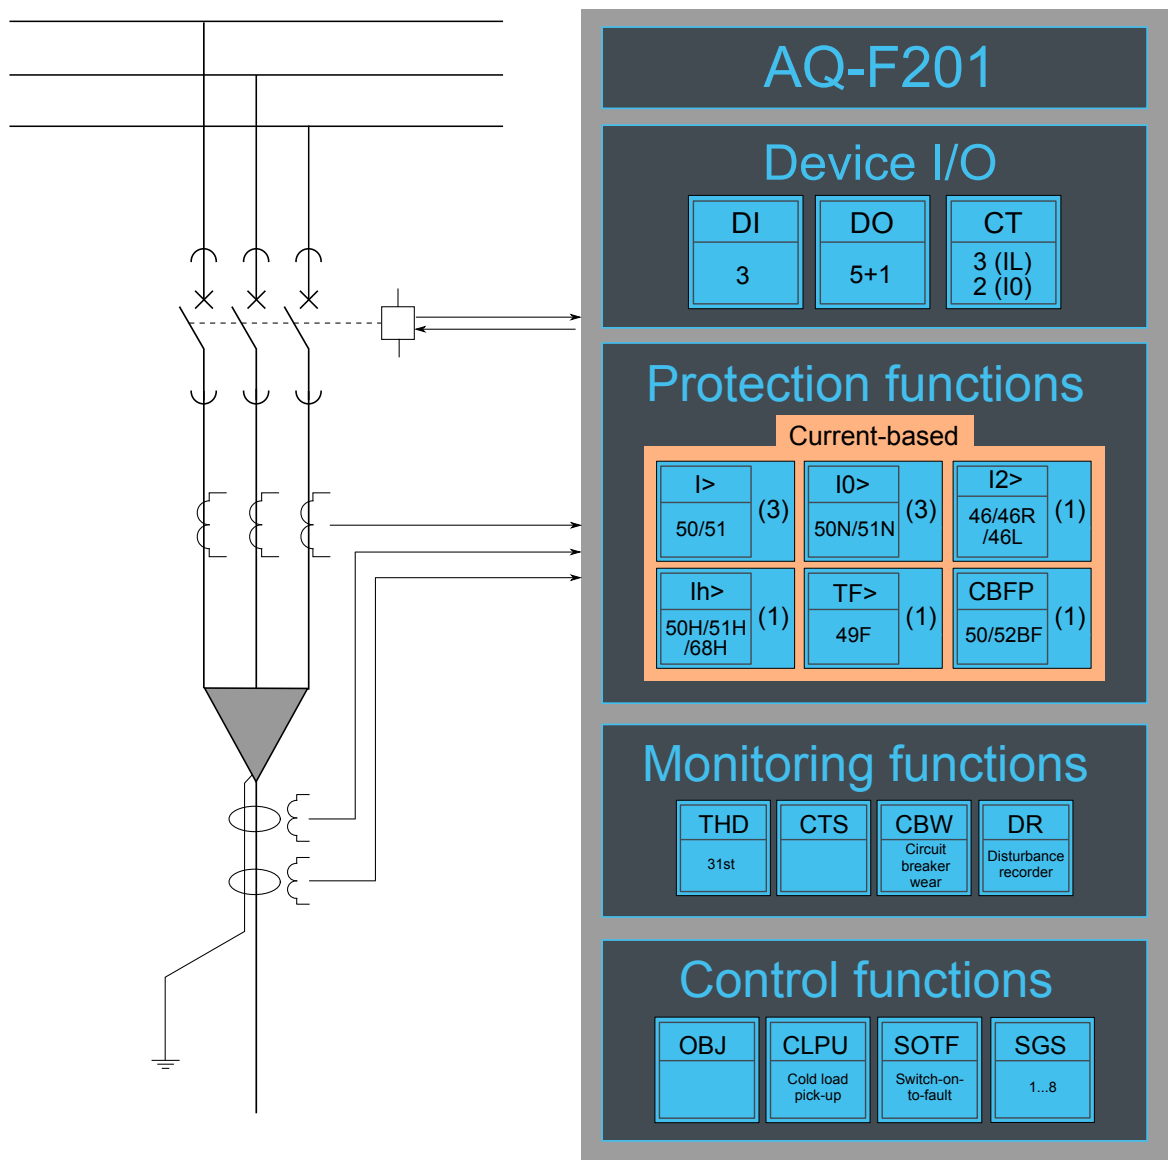 AQ-F201
Device I/O
DI
3
DO
5+1
CT
3 (IL)
2 (I0)
Protection functions
Current-based
I>
50/51
(3)
I0>
50N/51N
(3)
I2>
46/46R
/46L
(1)
Ih>
50H/51H
/68H
(1)
TF>
49F
(1)
CBFP
50/52BF
(1)
Monitoring functions
THD
31st
CTS
CBW
Circuit
breaker
wear
DR
Disturbance
recorder
Control functions
OBJ
CLPU
Cold load
pick-up
SOTF
Switch-on-
to-fault
SGS
1...8